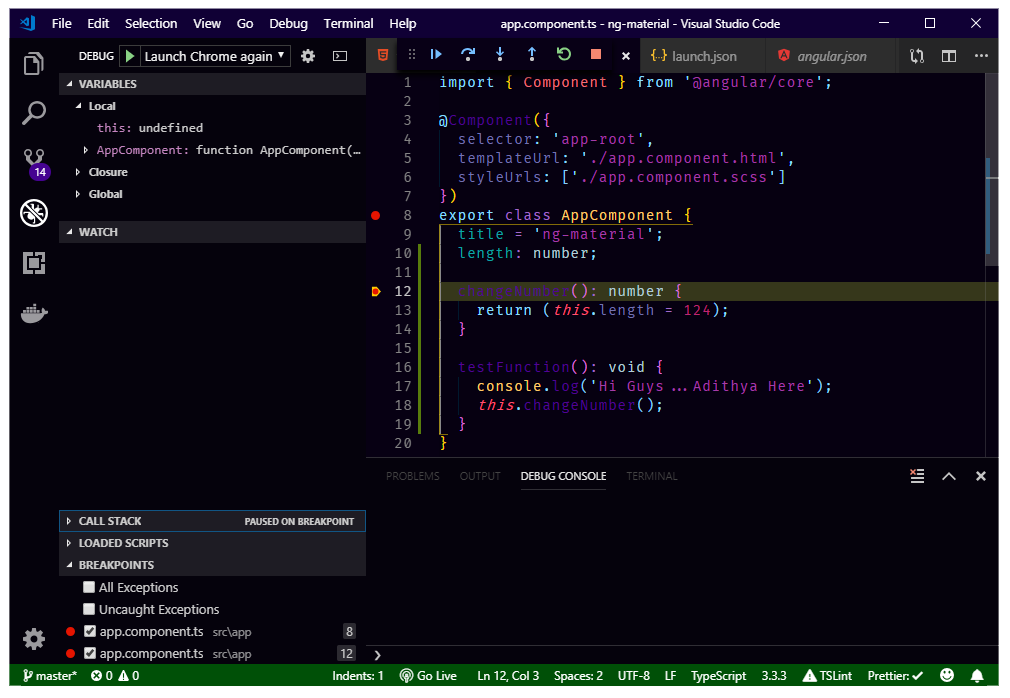 File Edit Selection View Go Debug Terminal Help app.component.ts - ng-material - Visual Studio Code
DEBUG Launch Chrome again
launch.json angular.json
VARIABLES
Local
this: undefined
AppComponent: function AppComponent(…
Closure
Global
14
WATCH
1 import { Component } from '@angular/core';
2
3 @Component({
4 selector: 'app-root',
5 templateUrl: './app.component.html',
6 styleUrls: ['./app.component.scss']
7 })
8 export class AppComponent {
9 title = 'ng-material';
10 length: number;
11
12 changeNumber(): number {
13 return (this.length = 124);
14 }
15
16 testFunction(): void {
17 console.log('Hi Guys ...Adithya Here');
18 this.changeNumber();
19 }
20 }
PROBLEMS OUTPUT DEBUG CONSOLE TERMINAL
CALL STACK PAUSED ON BREAKPOINT
LOADED SCRIPTS
BREAKPOINTS
All Exceptions
Uncaught Exceptions
app.component.ts src\app 8
app.component.ts src\app 12
master* 0 0 Indents: 1 Go Live Ln 12, Col 3 Spaces: 2 UTF-8 LF TypeScript 3.3.3 TSLint Prettier: ✓